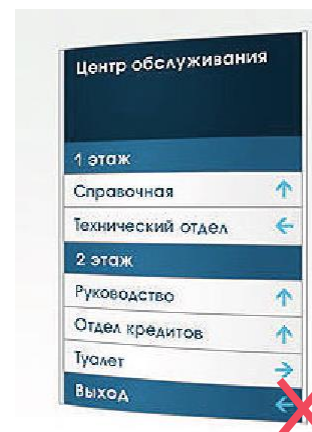 Центр обслуживания
1 этаж
Справочная ↑
Технический отдел ←
2 этаж
Руководство ↑
Отдел кредитов ↑
Туалет →
Выход ←